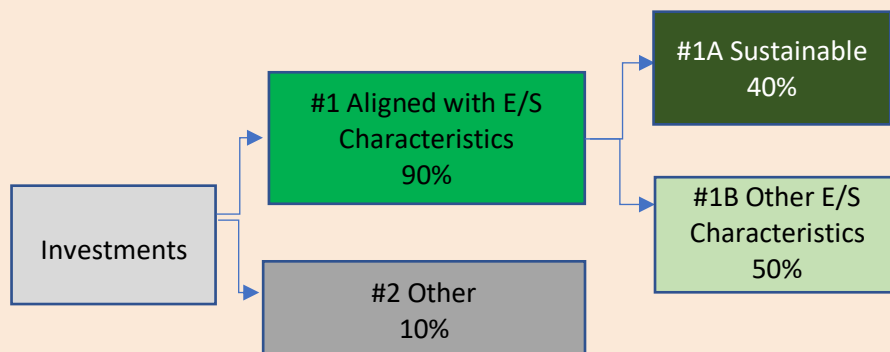 Investments
#1 Aligned with E/S
Characteristics
90%
#2 Other
10%
#1A Sustainable
40%
#1B Other E/S
Characteristics
50%